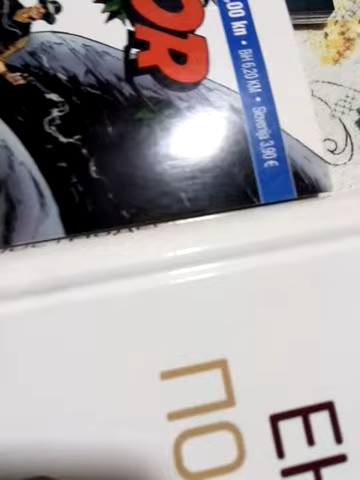 OR
,00 kn • BH 6,20 KM • Slovenija 3,90 €
ЕН
ПО